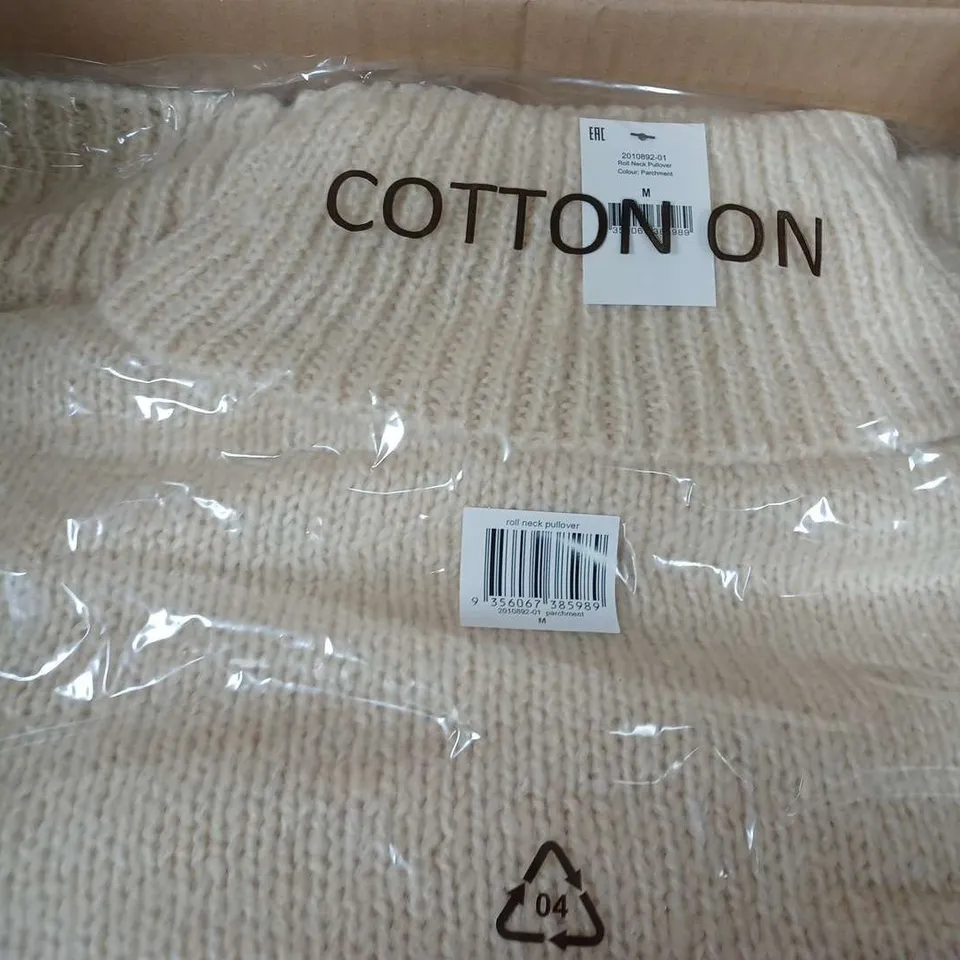 EAC
2010892-01
Roll Neck Pullover
Colour: Parchment
M
COTTON ON
roll neck pullover
9 356067 385989
2010892-01 parchment
M
04